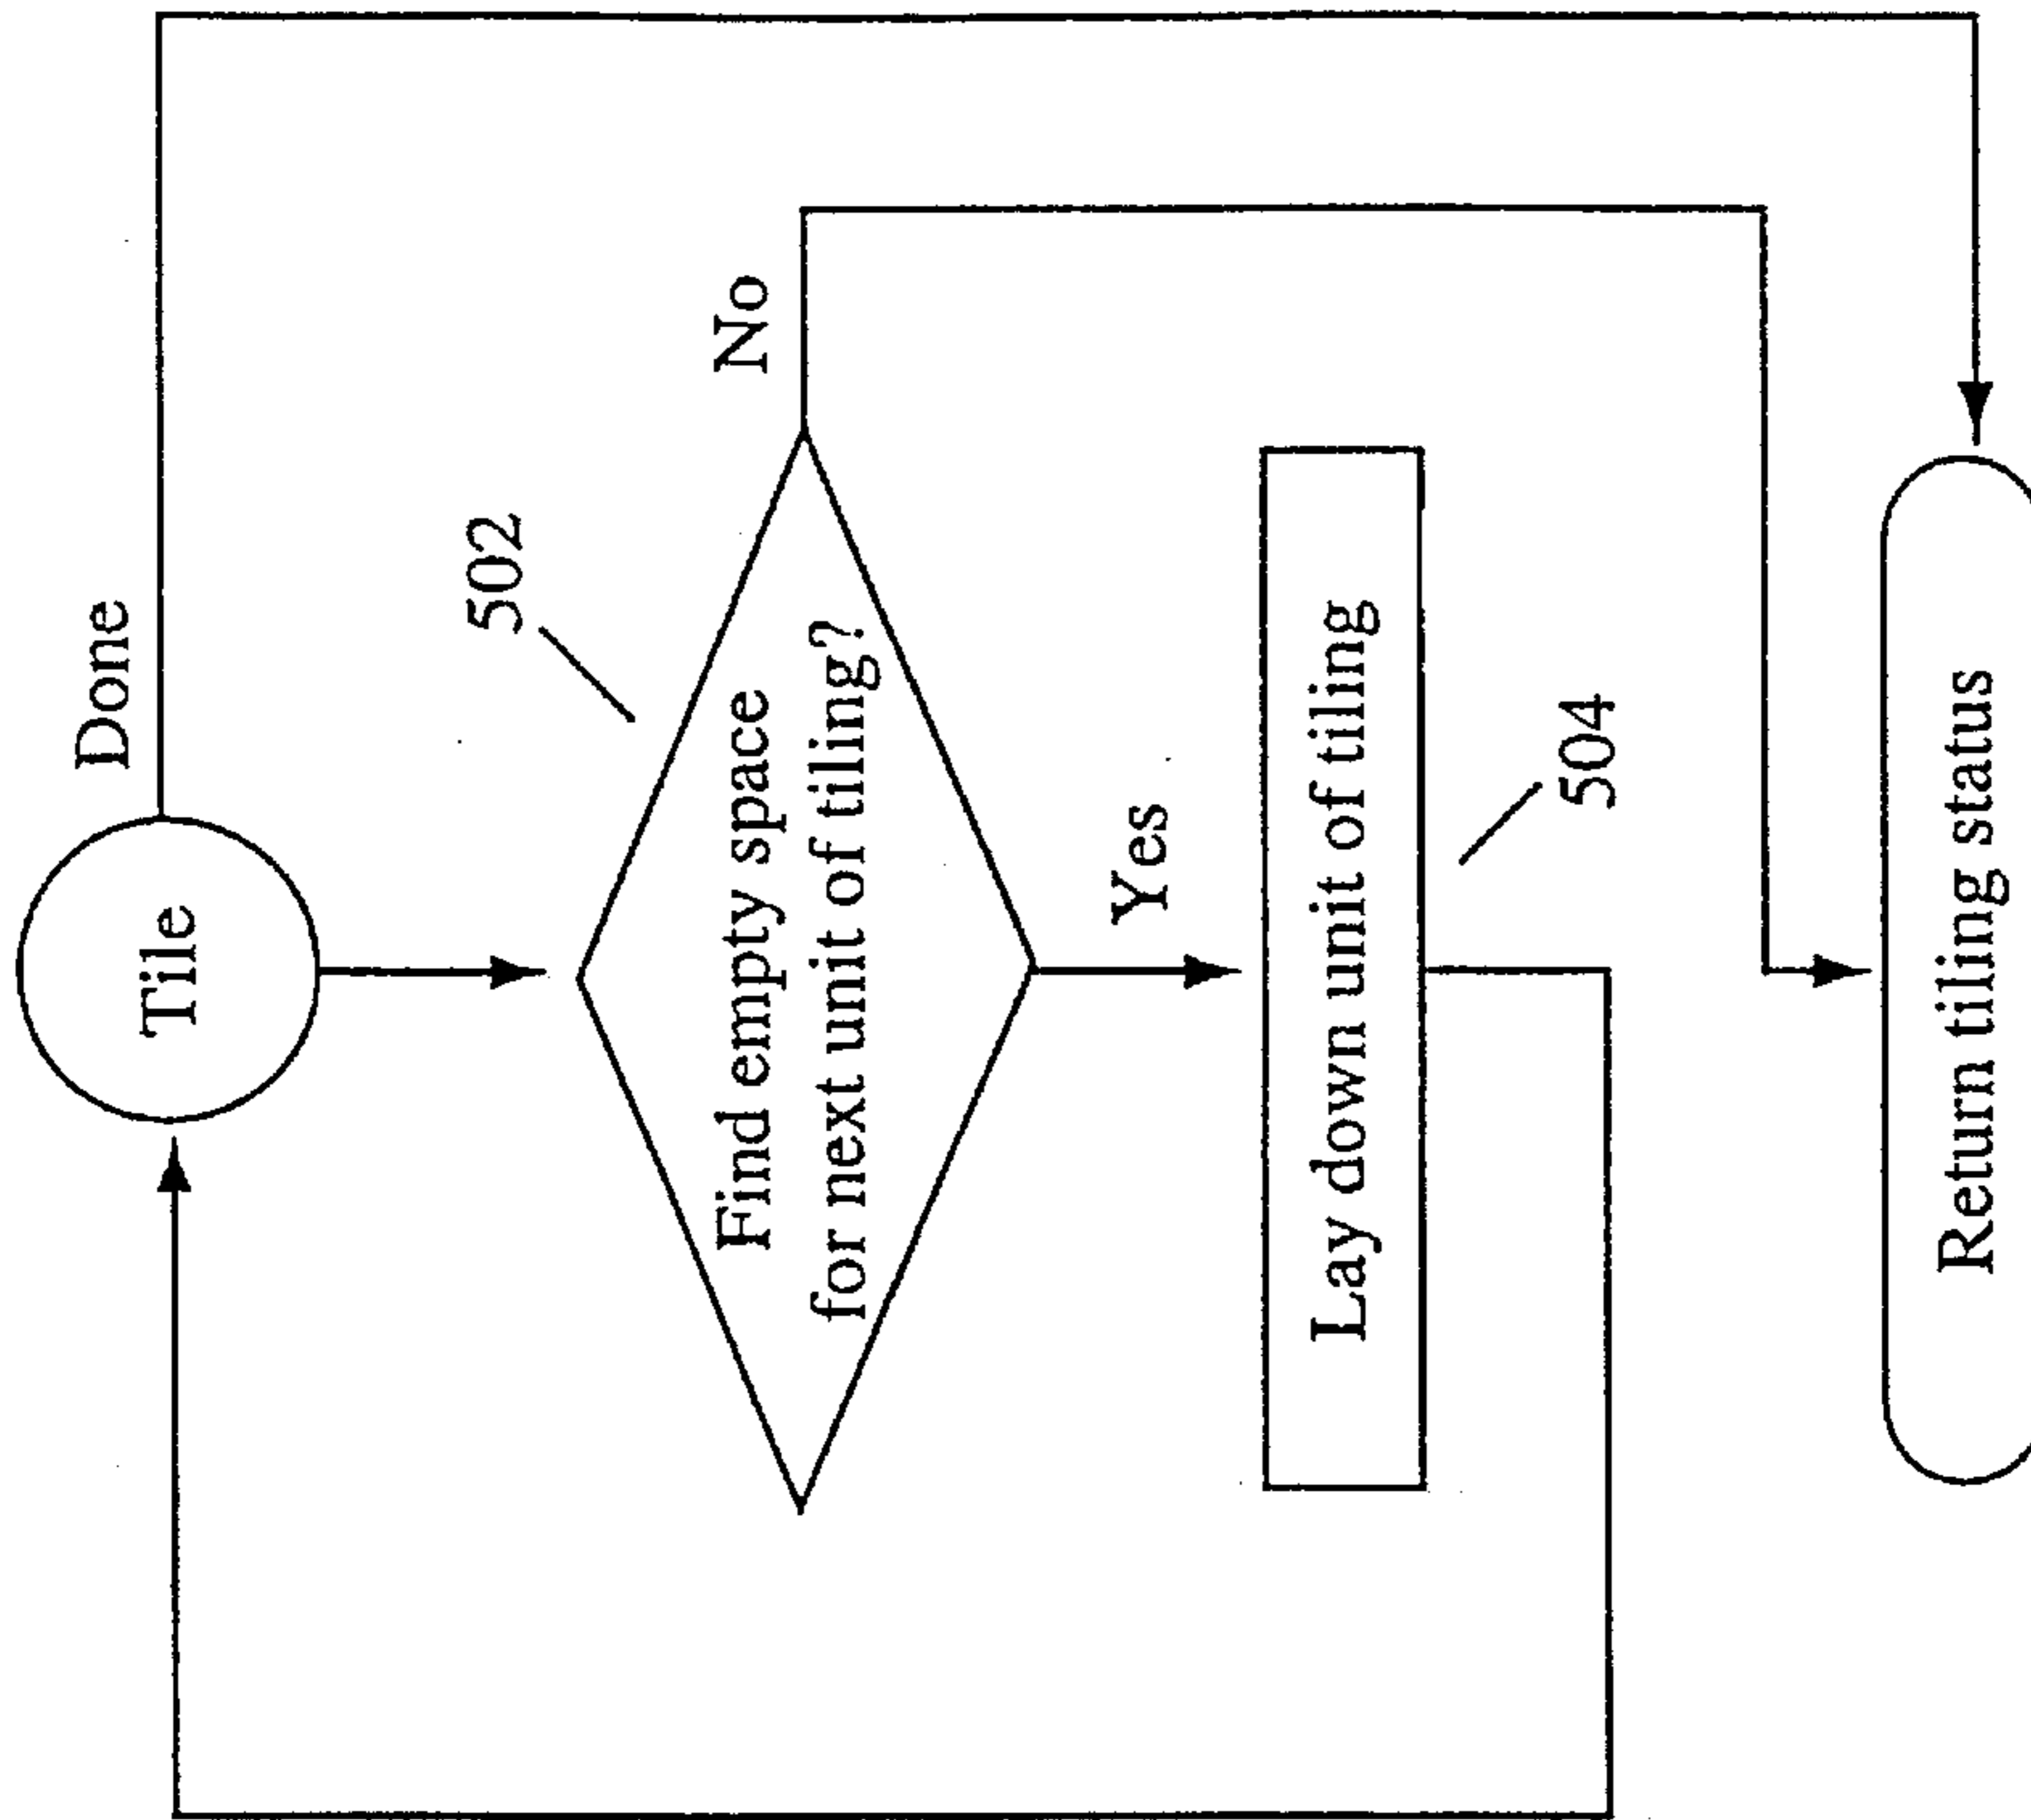 Tile
Done
502
Find empty space
for next unit of tiling?
No
Yes
Lay down unit of tiling
504
Return tiling status